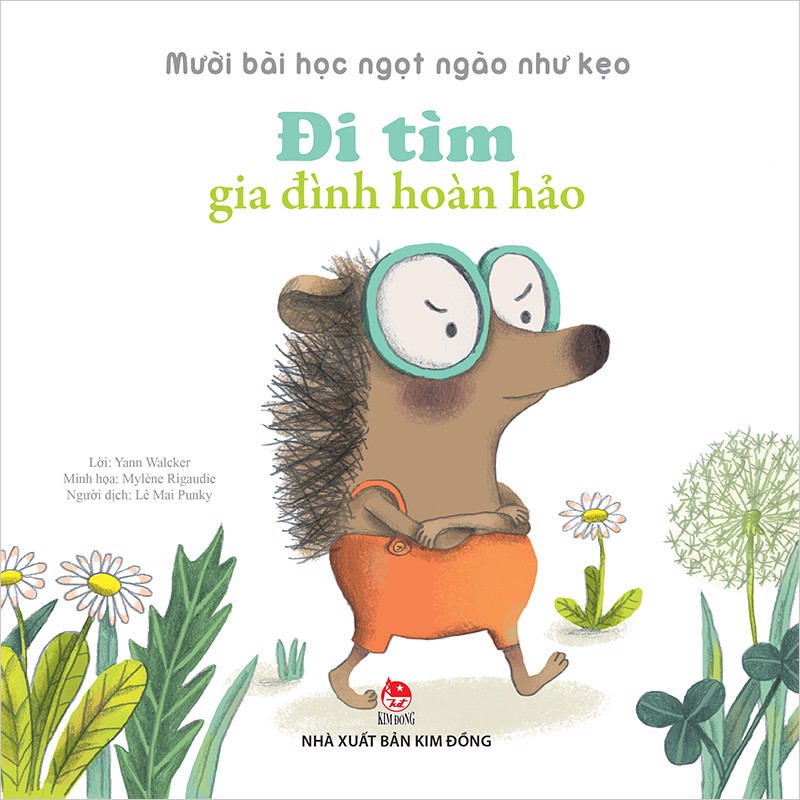 Mười bài học ngọt ngào như kẹo
Đi tìm
gia đình hoàn hảo
Lời: Yann Walcker
Minh họa: Mylène Rigaudie
Người dịch: Lê Mai Punky
KIM ĐỒNG
NHÀ XUẤT BẢN KIM ĐỒNG